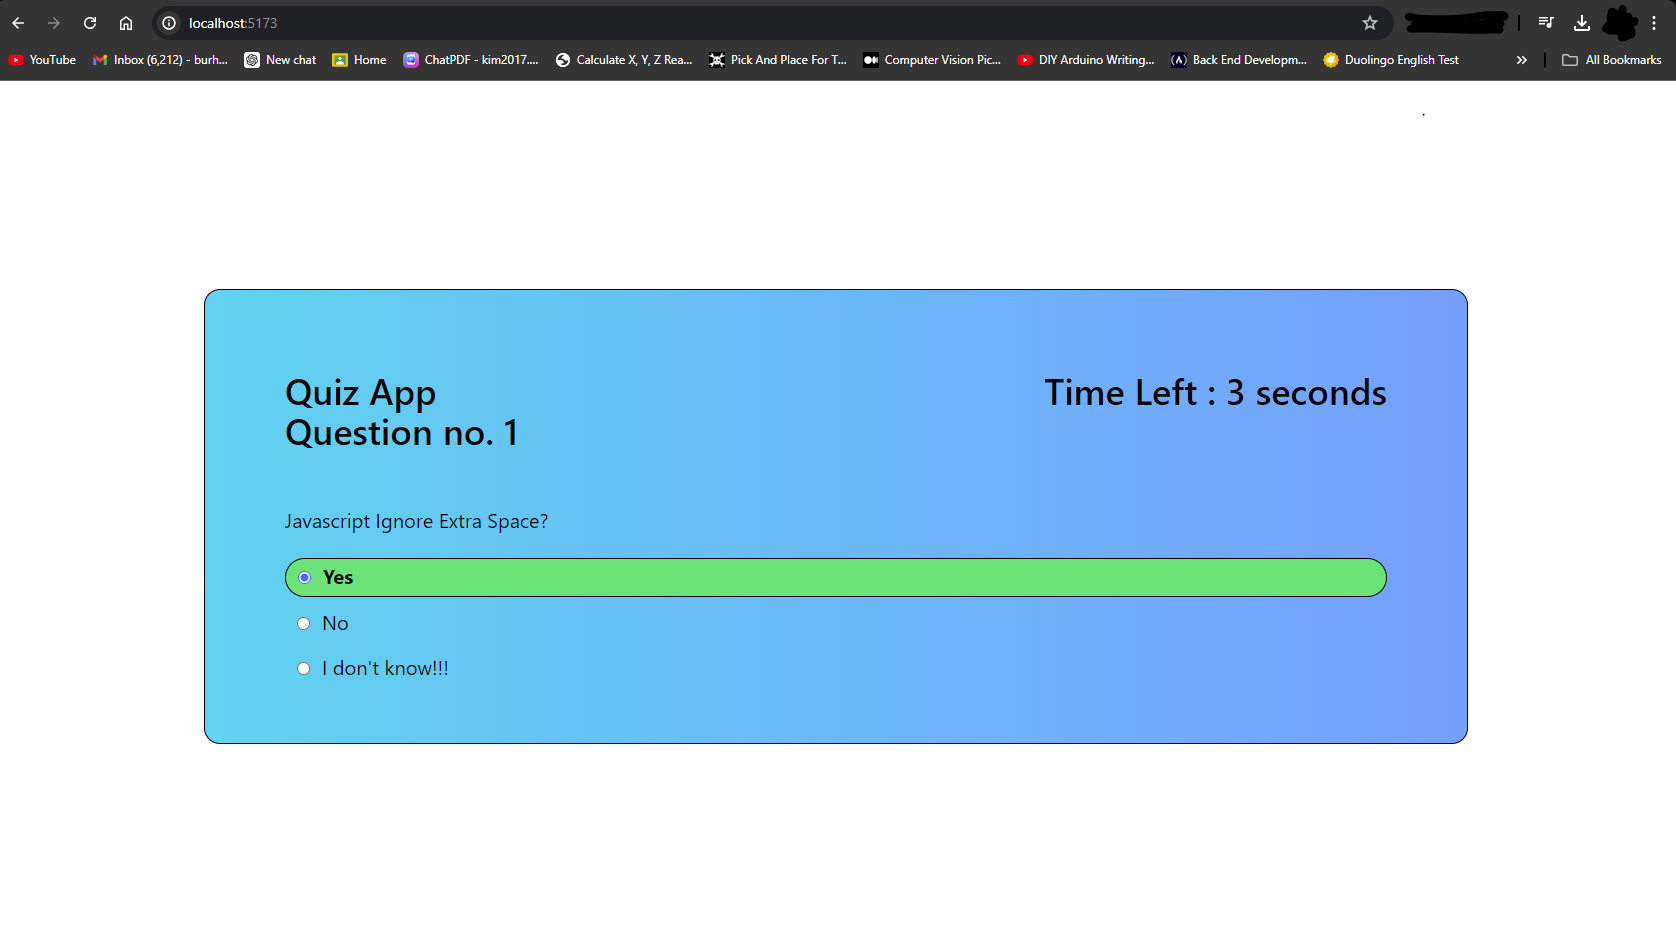 localhost:5173
YouTube
Inbox (6,212) - burh...
New chat
Home
ChatPDF - kim2017....
Calculate X, Y, Z Rea...
Pick And Place For T...
Computer Vision Pic...
DIY Arduino Writing...
Back End Developm...
Duolingo English Test
All Bookmarks
Quiz App
Question no. 1
Time Left : 3 seconds
Javascript Ignore Extra Space?
Yes
No
I don't know!!!